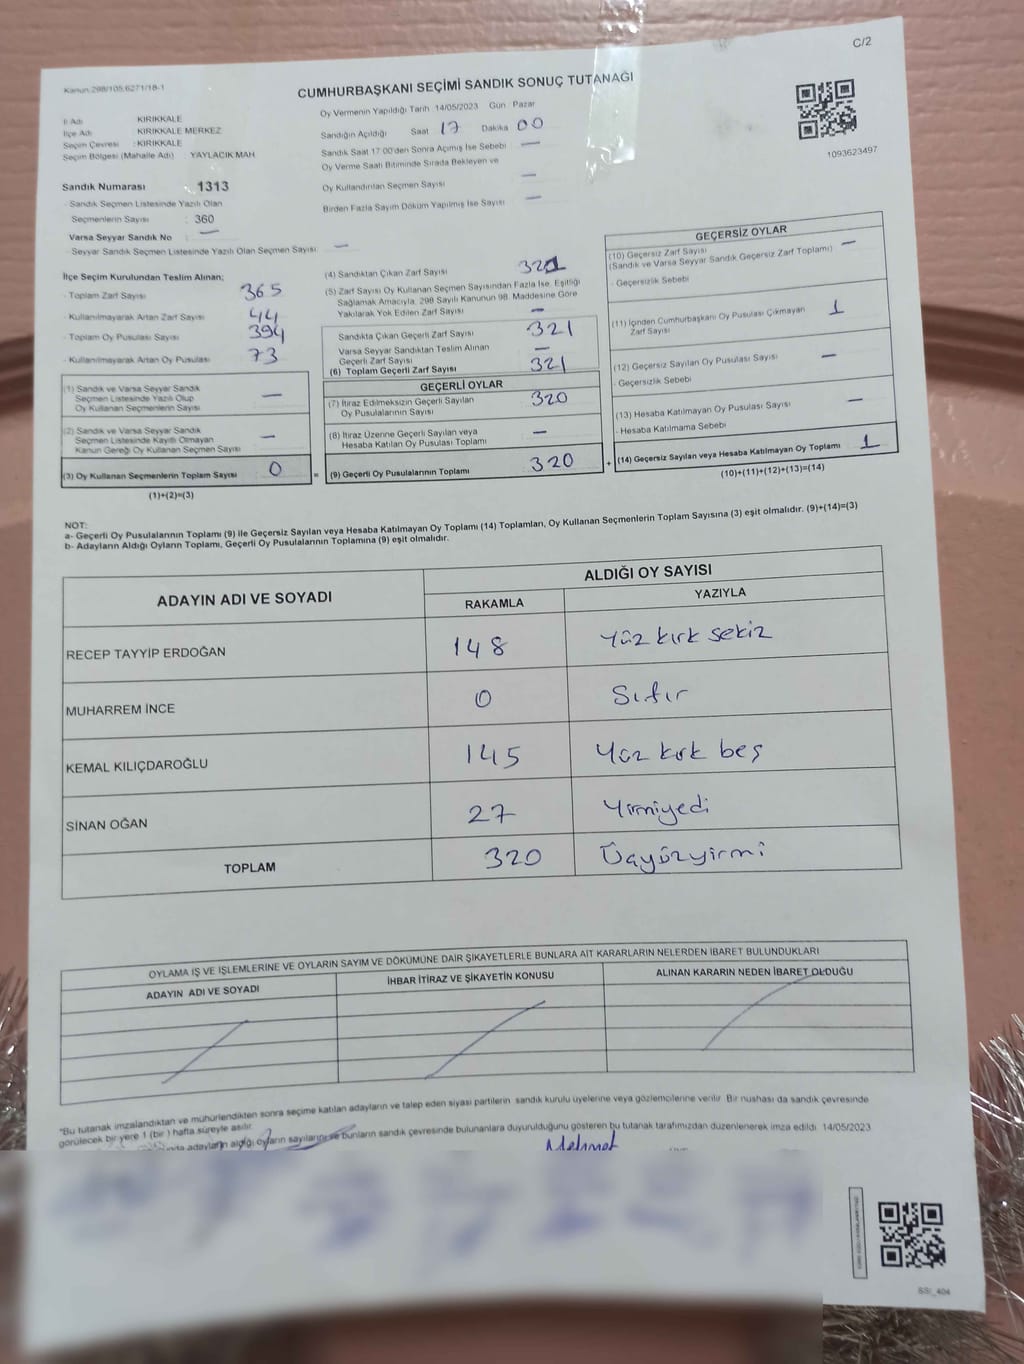 C/2
Kanun:298/105;6271/18-1
CUMHURBAŞKANI SEÇİMİ SANDIK SONUÇ TUTANAĞI
İl Adı : KIRIKKALE
İlçe Adı : KIRIKKALE MERKEZ
Seçim Çevresi : KIRIKKALE
Seçim Bölgesi (Mahalle Adı) YAYLACIK MAH
Oy Vermenin Yapıldığı Tarih 14/05/2023 Gün Pazar
Sandığın Açıldığı Saat 17 Dakika 00
Sandık Saat 17:00'den Sonra Açımış İse Sebebi —
Oy Verme Saati Bitiminde Sırada Bekleyen ve
Oy Kullandırılan Seçmen Sayısı —
Birden Fazla Sayım Döküm Yapılmış İse Sayısı —
1093623497
Sandık Numarası : 1313
- Sandık Seçmen Listesinde Yazılı Olan
Seçmenlerin Sayısı : 360
Varsa Seyyar Sandık No : —
- Seyyar Sandık Seçmen Listesinde Yazılı Olan Seçmen Sayısı: —
İlçe Seçim Kurulundan Teslim Alınan;
- Toplam Zarf Sayısı : 365
- Kullanılmayarak Artan Zarf Sayısı : 44
- Toplam Oy Pusulası Sayısı : 394
- Kullanılmayarak Artan Oy Pusulası : 73
(1) Sandık ve Varsa Seyyar Sandık
Seçmen Listesinde Yazılı Olup
Oy Kullanan Seçmenlerin Sayısı : —
(2) Sandık ve Varsa Seyyar Sandık
Seçmen Listesinde Kayıtlı Olmayan
Kanun Gereği Oy Kullanan Seçmen Sayısı : —
(3) Oy Kullanan Seçmenlerin Toplam Sayısı : 0 =
(1)+(2)=(3)
(4) Sandıktan Çıkan Zarf Sayısı : 321
(5) Zarf Sayısı Oy Kullanan Seçmen Sayısından Fazla İse, Eşitliği
Sağlamak Amacıyla, 298 Sayılı Kanunun 98. Maddesine Göre
Yakılarak Yok Edilen Zarf Sayısı : —
Sandıkta Çıkan Geçerli Zarf Sayısı : 321
Varsa Seyyar Sandıktan Teslim Alınan
Geçerli Zarf Sayısı : —
(6) Toplam Geçerli Zarf Sayısı : 321
GEÇERLİ OYLAR
(7) İtiraz Edilmeksizin Geçerli Sayılan
Oy Pusulalarının Sayısı : 320
(8) İtiraz Üzerine Geçerli Sayılan veya
Hesaba Katılan Oy Pusulası Toplamı : —
(9) Geçerli Oy Pusulalarının Toplamı : 320 +
GEÇERSİZ OYLAR
(10) Geçersiz Zarf Sayısı —
(Sandık ve Varsa Seyyar Sandık Geçersiz Zarf Toplamı)
- Geçersizlik Sebebi
(11) İçinden Cumhurbaşkanı Oy Pusulası Çıkmayan
Zarf Sayısı : 1
(12) Geçersiz Sayılan Oy Pusulası Sayısı : —
- Geçersizlik Sebebi
(13) Hesaba Katılmayan Oy Pusulası Sayısı : —
- Hesaba Katılmama Sebebi
(14) Geçersiz Sayılan veya Hesaba Katılmayan Oy Toplamı : 1
(10)+(11)+(12)+(13)=(14)
NOT:
a- Geçerli Oy Pusulalarının Toplamı (9) ile Geçersiz Sayılan veya Hesaba Katılmayan Oy Toplamı (14) Toplamları, Oy Kullanan Seçmenlerin Toplam Sayısına (3) eşit olmalıdır. (9)+(14)=(3)
b- Adayların Aldığı Oyların Toplamı, Geçerli Oy Pusulalarının Toplamına (9) eşit olmalıdır.
ADAYIN ADI VE SOYADI ALDIĞI OY SAYISI
RAKAMLA YAZIYLA
RECEP TAYYİP ERDOĞAN 148 Yüz kırk sekiz
MUHARREM İNCE 0 Sıfır
KEMAL KILIÇDAROĞLU 145 Yüz kırk beş
SİNAN OĞAN 27 Yirmiyedi
TOPLAM 320 Üçyüzyirmi
OYLAMA İŞ VE İŞLEMLERİNE VE OYLARIN SAYIM VE DÖKÜMÜNE DAİR ŞİKAYETLERLE BUNLARA AİT KARARLARIN NELERDEN İBARET BULUNDUKLARI
ADAYIN ADI VE SOYADI İHBAR İTİRAZ VE ŞİKAYETİN KONUSU ALINAN KARARIN NEDEN İBARET OLDUĞU
"Bu tutanak imzalandıktan ve mühürlendikten sonra seçime katılan adayların ve talep eden siyasi partilerin sandık kurulu üyelerine veya gözlemcilerine verilir. Bir nüshası da sandık çevresinde
görülecek bir yere 1 (bir) hafta süreyle asılır.
adayların aldığı oyların sayılarını ve bunların sandık çevresinde bulunanlara duyurulduğunu gösteren bu tutanak tarafımızdan düzenlenerek imza edildi. 14/05/2023
Mehmet
SSI_404